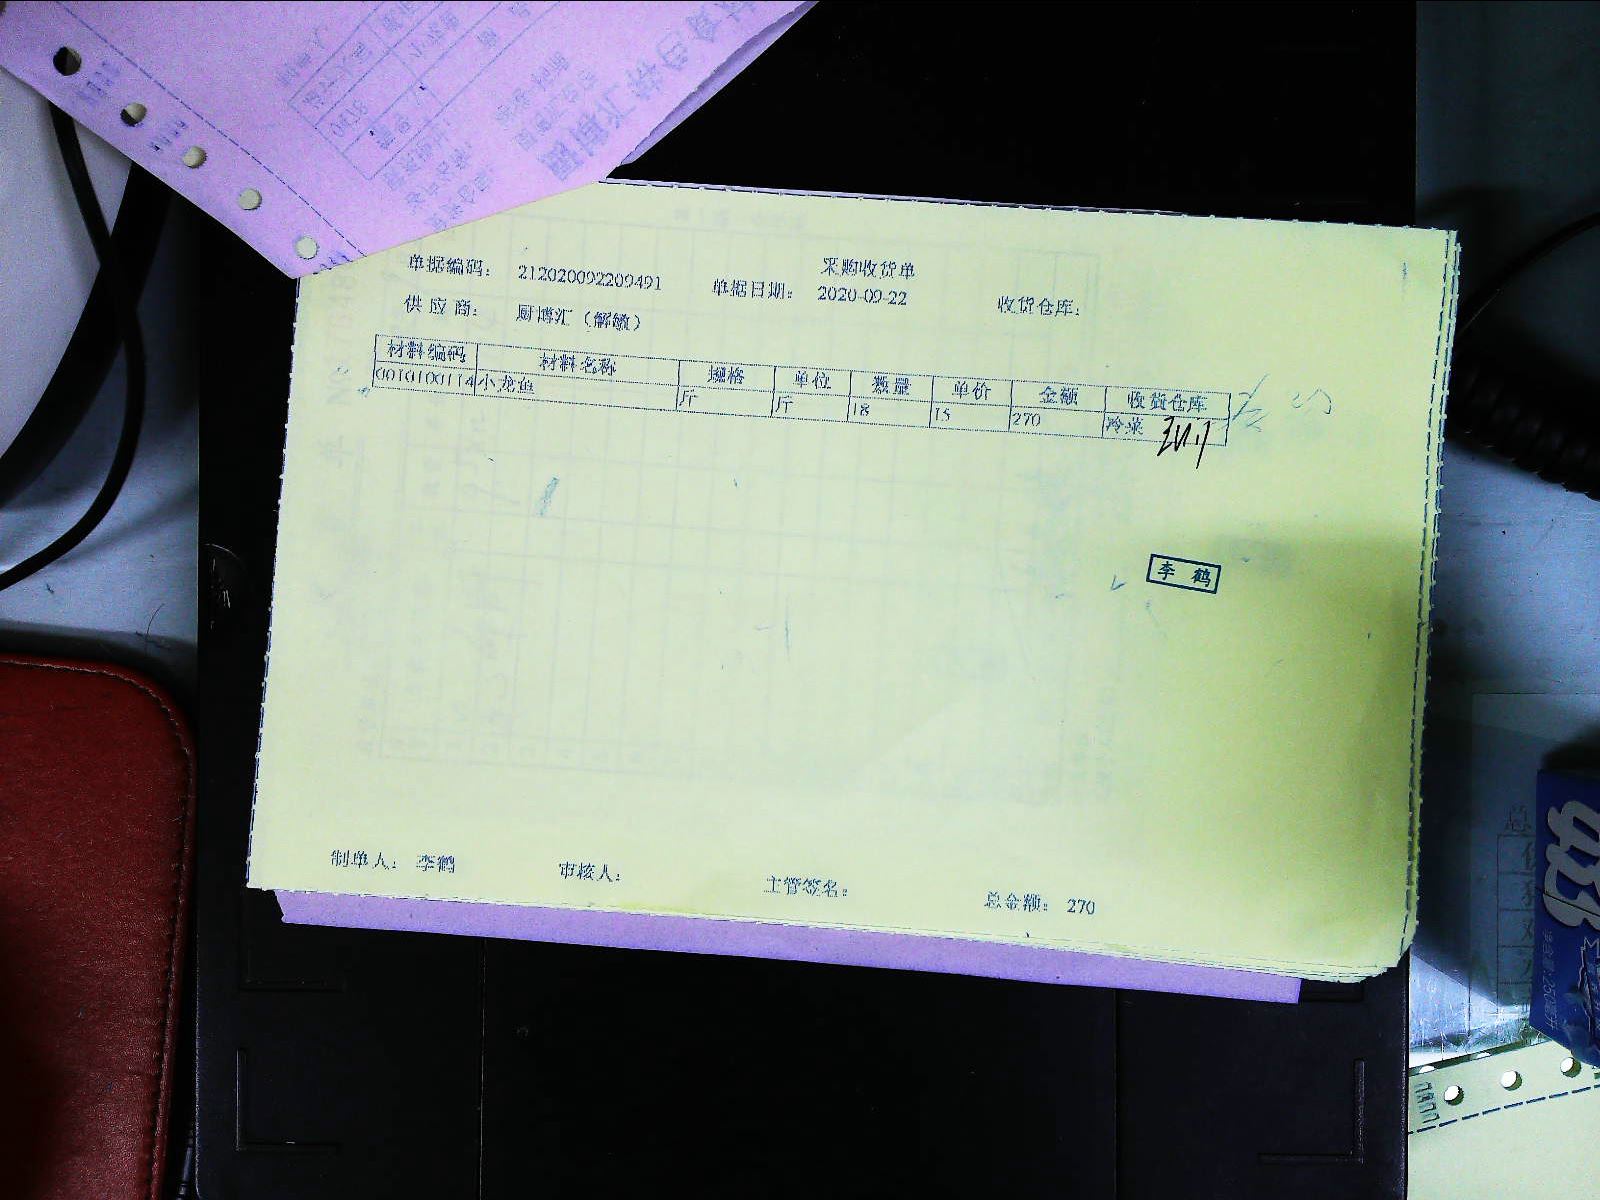 采购收货单
单据编码： 212020092209491 单据日期： 2020-09-22 收货仓库：
供应商： 厨博汇（解敏）
材料编码 材料名称 规格 单位 数量 单价 金额 收货仓库
0010100114 小龙鱼 斤 斤 18 15 270 冷菜
李鹤
制单人： 李鹤 审核人： 主管签名： 总金额： 270